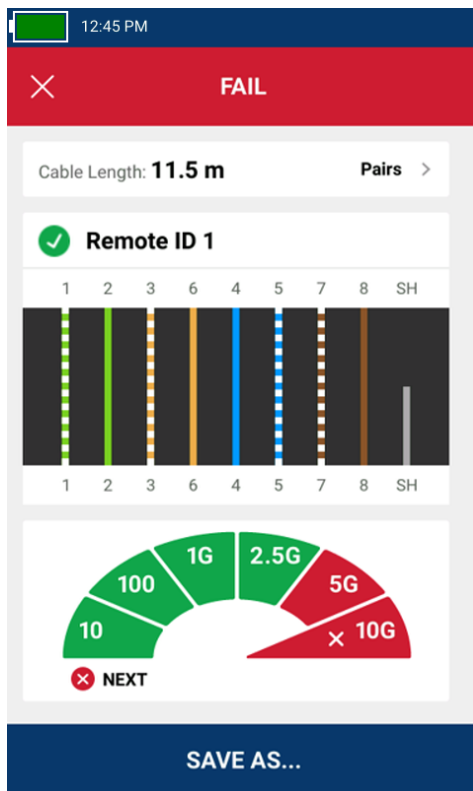 12:45 PM
FAIL
Cable Length: 11.5 m Pairs
Remote ID 1
1 2 3 6 4 5 7 8 SH
1 2 3 6 4 5 7 8 SH
10
100
1G
2.5G
5G
10G
NEXT
SAVE AS...